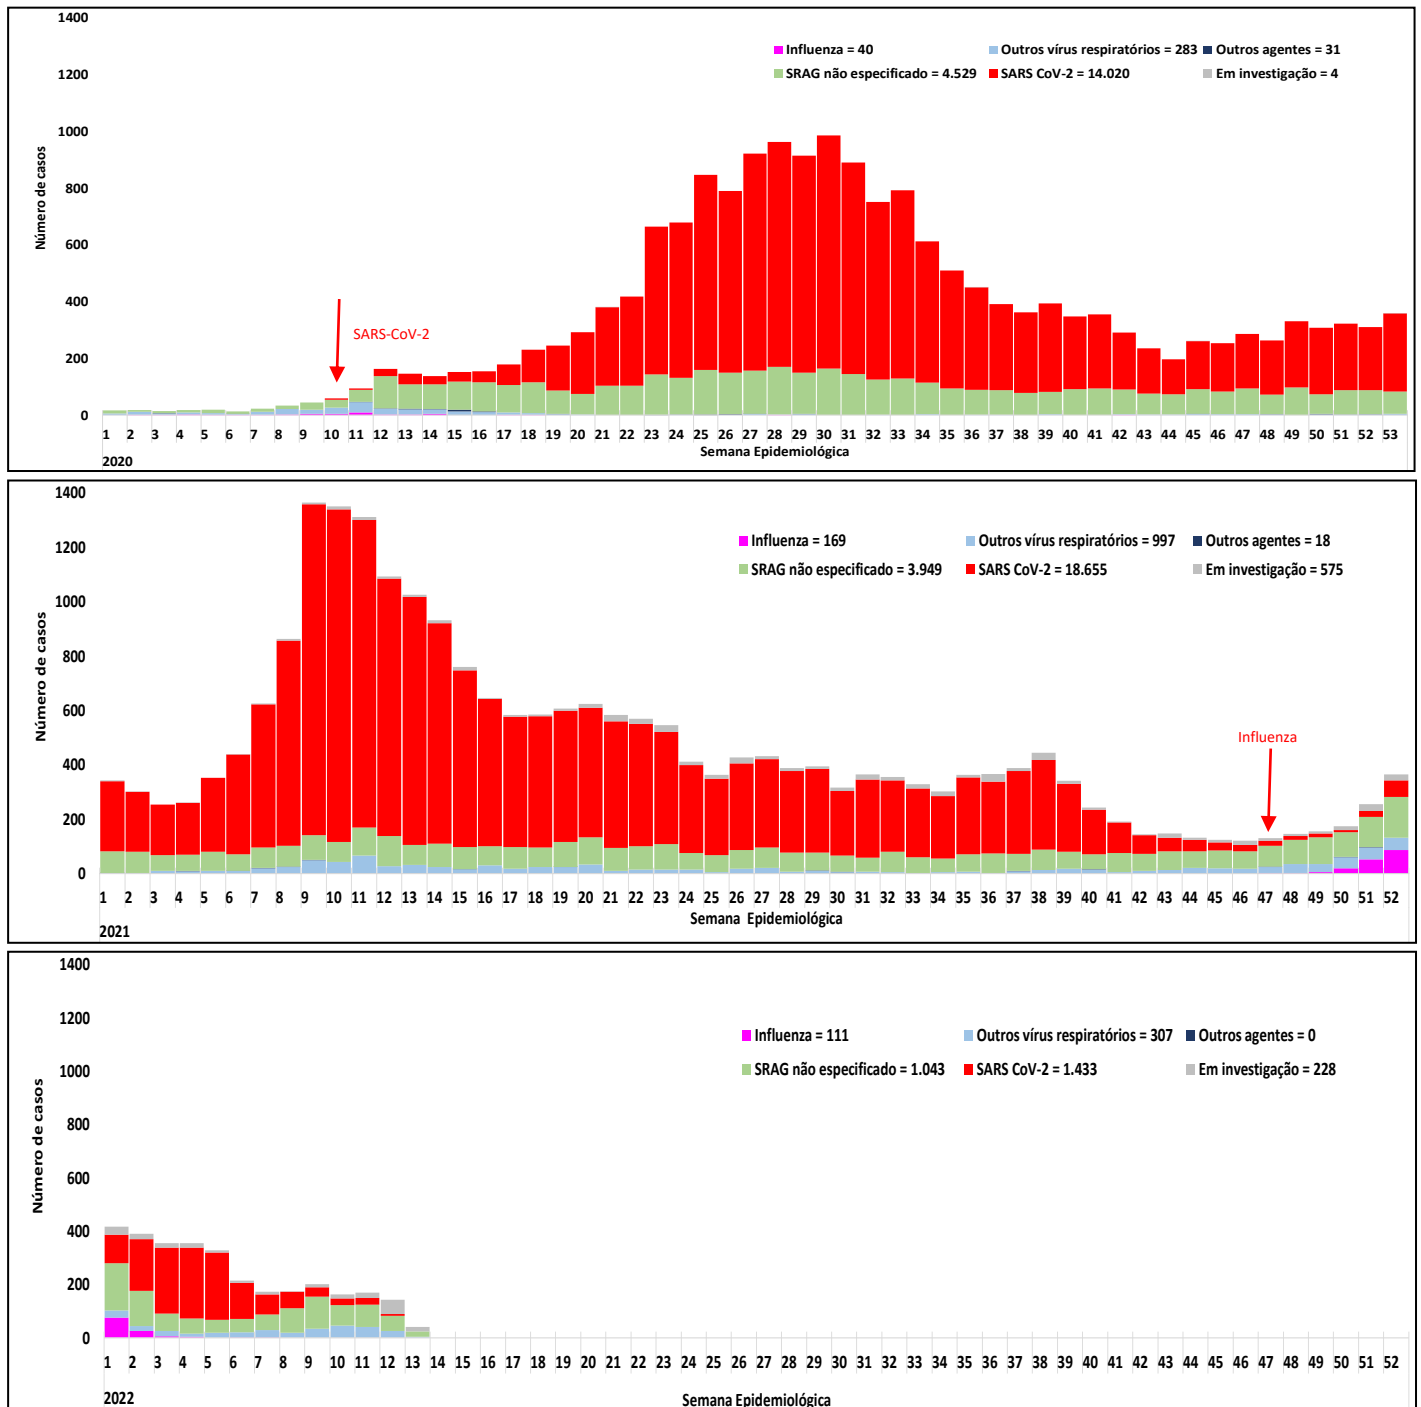 1400
1200
1000
800
600
400
200
0
Número de casos
Influenza = 40 Outros vírus respiratórios = 283 Outros agentes = 31
SRAG não especificado = 4.529 SARS CoV-2 = 14.020 Em investigação = 4
SARS-CoV-2
1 2 3 4 5 6 7 8 9 10 11 12 13 14 15 16 17 18 19 20 21 22 23 24 25 26 27 28 29 30 31 32 33 34 35 36 37 38 39 40 41 42 43 44 45 46 47 48 49 50 51 52 53
2020
Semana Epidemiológica
1400
1200
1000
800
600
400
200
0
Número de casos
Influenza = 169 Outros vírus respiratórios = 997 Outros agentes = 18
SRAG não especificado = 3.949 SARS CoV-2 = 18.655 Em investigação = 575
Influenza
1 2 3 4 5 6 7 8 9 10 11 12 13 14 15 16 17 18 19 20 21 22 23 24 25 26 27 28 29 30 31 32 33 34 35 36 37 38 39 40 41 42 43 44 45 46 47 48 49 50 51 52
2021
Semana Epidemiológica
1400
1200
1000
800
600
400
200
0
Número de casos
Influenza = 111 Outros vírus respiratórios = 307 Outros agentes = 0
SRAG não especificado = 1.043 SARS CoV-2 = 1.433 Em investigação = 228
1 2 3 4 5 6 7 8 9 10 11 12 13 14 15 16 17 18 19 20 21 22 23 24 25 26 27 28 29 30 31 32 33 34 35 36 37 38 39 40 41 42 43 44 45 46 47 48 49 50 51 52
2022
Semana Epidemiológica